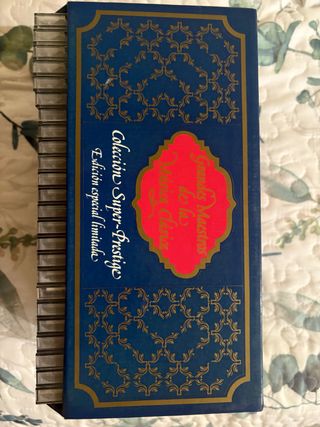 Grandes Maestros
de la
Música Clásica
Colección Super-Prestige
Edición especial limitada